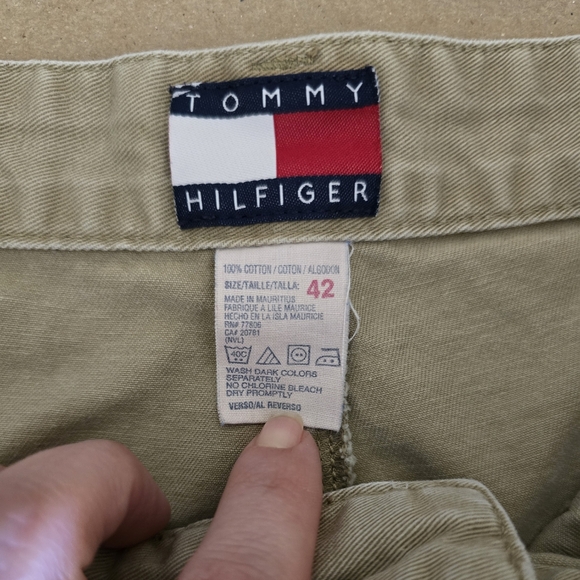 TOMMY
HILFIGER
100% COTTON / COTON / ALGODON
SIZE/TAILLE/TALLA: 42
MADE IN MAURITIUS
FABRIQUE A L'ILE MAURICE
HECHO EN LA ISLA MAURICIE
RN# 77806
CA# 20781
(NVL)
40C
WASH DARK COLORS
SEPARATELY
NO CHLORINE BLEACH
DRY PROMPTLY
VERSO/AL REVERSO